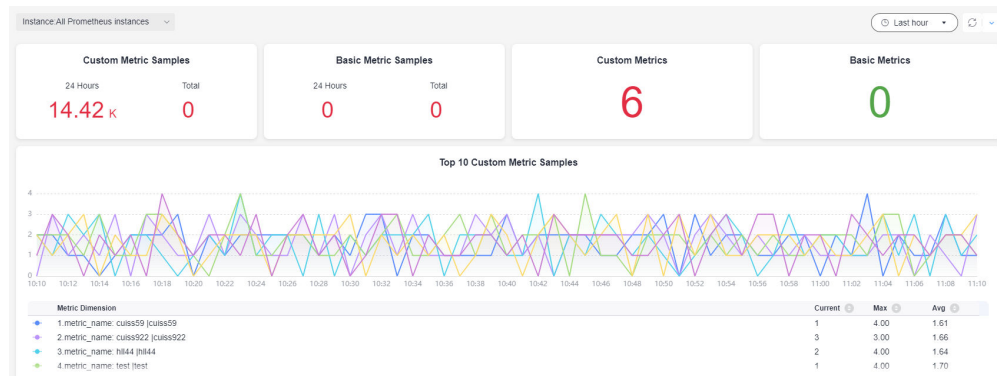 Instance:All Prometheus instances
Last hour
Custom Metric Samples
24 Hours Total
14.42 K 0
Basic Metric Samples
24 Hours Total
0 0
Custom Metrics
6
Basic Metrics
0
Top 10 Custom Metric Samples
4
3
2
1
0
10:10 10:12 10:14 10:16 10:18 10:20 10:22 10:24 10:26 10:28 10:30 10:32 10:34 10:36 10:38 10:40 10:42 10:44 10:46 10:48 10:50 10:52 10:54 10:56 10:58 11:00 11:02 11:04 11:06 11:08 11:10
Metric Dimension Current Max Avg
1.metric_name: cuiss59 |cuiss59 1 4.00 1.61
2.metric_name: cuiss922 |cuiss922 3 3.00 1.66
3.metric_name: hll44 |hll44 2 4.00 1.64
4.metric_name: test |test 1 4.00 1.70